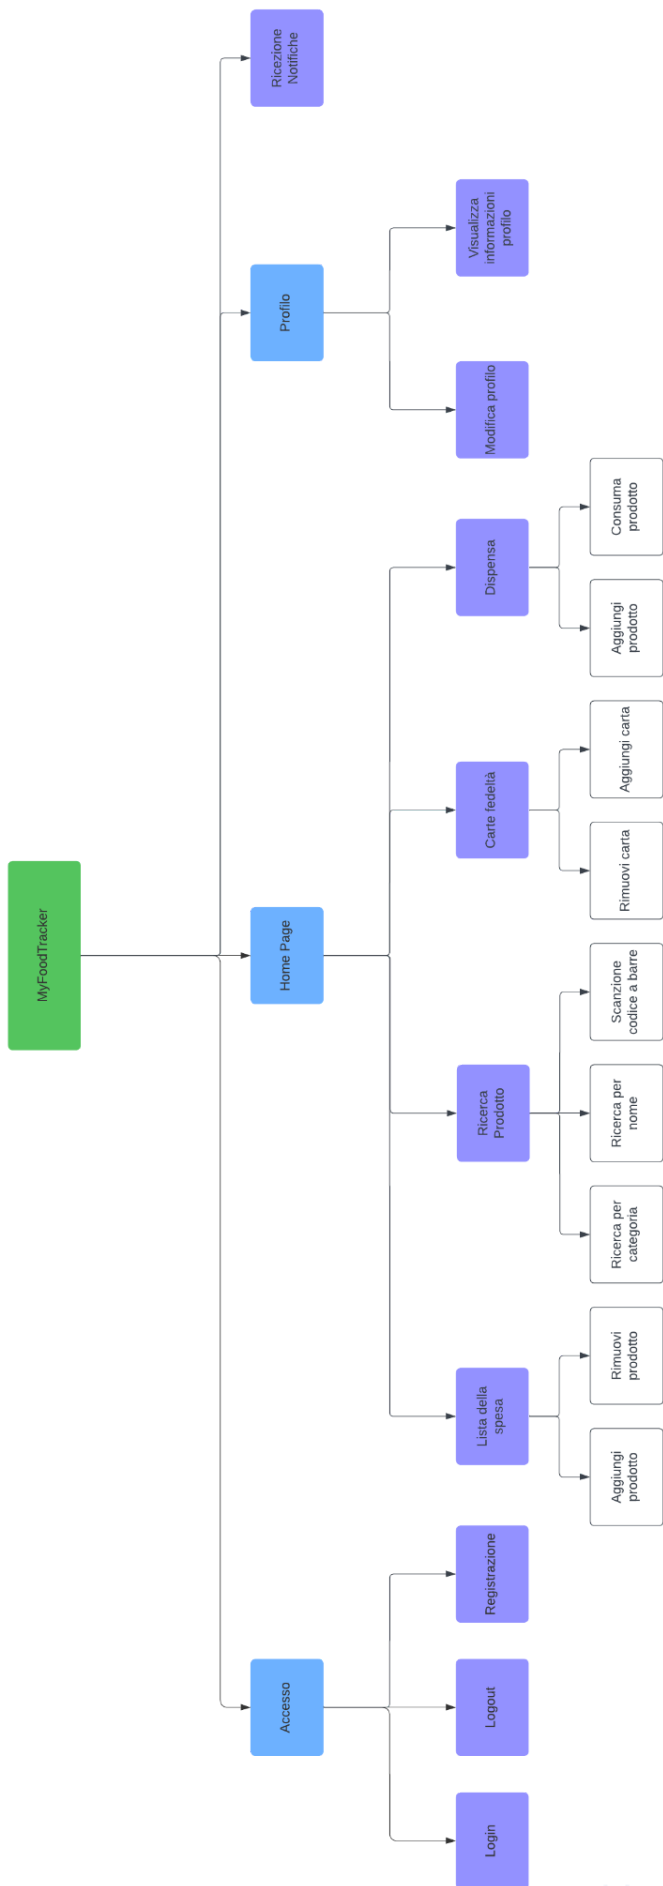 MyFoodTracker
Accesso
Home Page
Profilo
Ricezione
Notifiche
Login
Logout
Registrazione
Lista della
spesa
Ricerca
Prodotto
Carte fedeltà
Dispensa
Modifica profilo
Visualizza
informazioni
profilo
Aggiungi
prodotto
Rimuovi
prodotto
Ricerca per
categoria
Ricerca per
nome
Scanzione
codice a barre
Rimuovi carta
Aggiungi carta
Aggiungi
prodotto
Consuma
prodotto